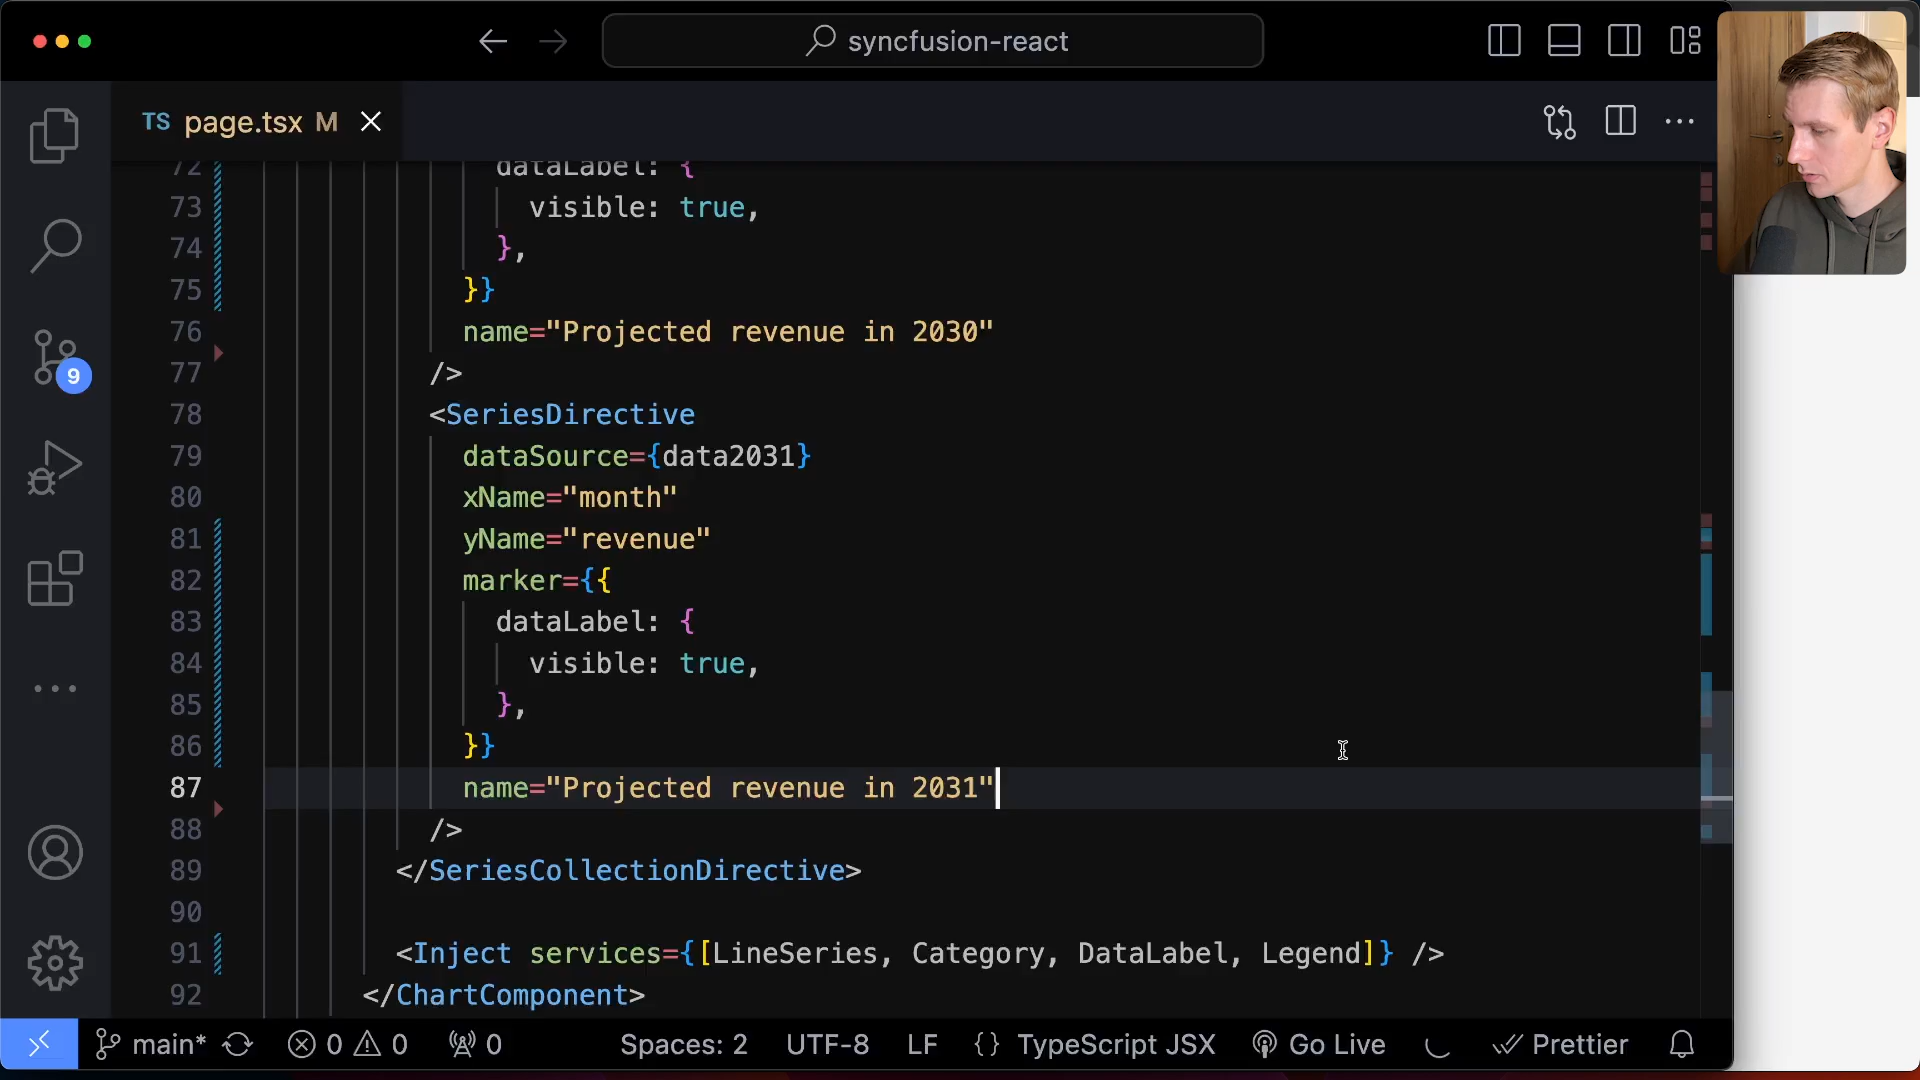 syncfusion-react
TS page.tsx M
72 dataLabel: {
73 visible: true,
74 },
75 }}
76 name="Projected revenue in 2030"
77 />
78 <SeriesDirective
79 dataSource={data2031}
80 xName="month"
81 yName="revenue"
82 marker={{
83 dataLabel: {
84 visible: true,
85 },
86 }}
87 name="Projected revenue in 2031"
88 />
89 </SeriesCollectionDirective>
90
91 <Inject services={[LineSeries, Category, DataLabel, Legend]} />
92 </ChartComponent>
9
main* 0 0 0 Spaces: 2 UTF-8 LF {} TypeScript JSX Go Live Prettier